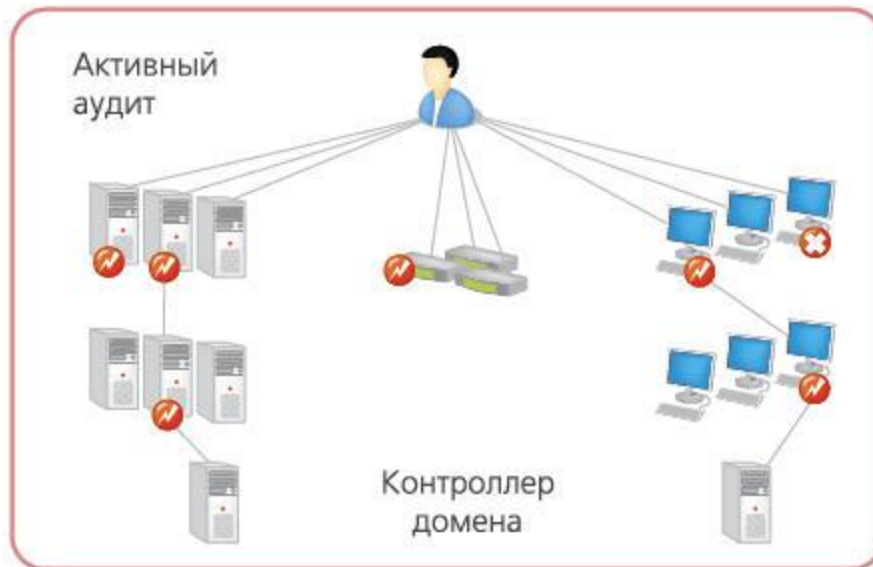 Активный
аудит
Контроллер
домена